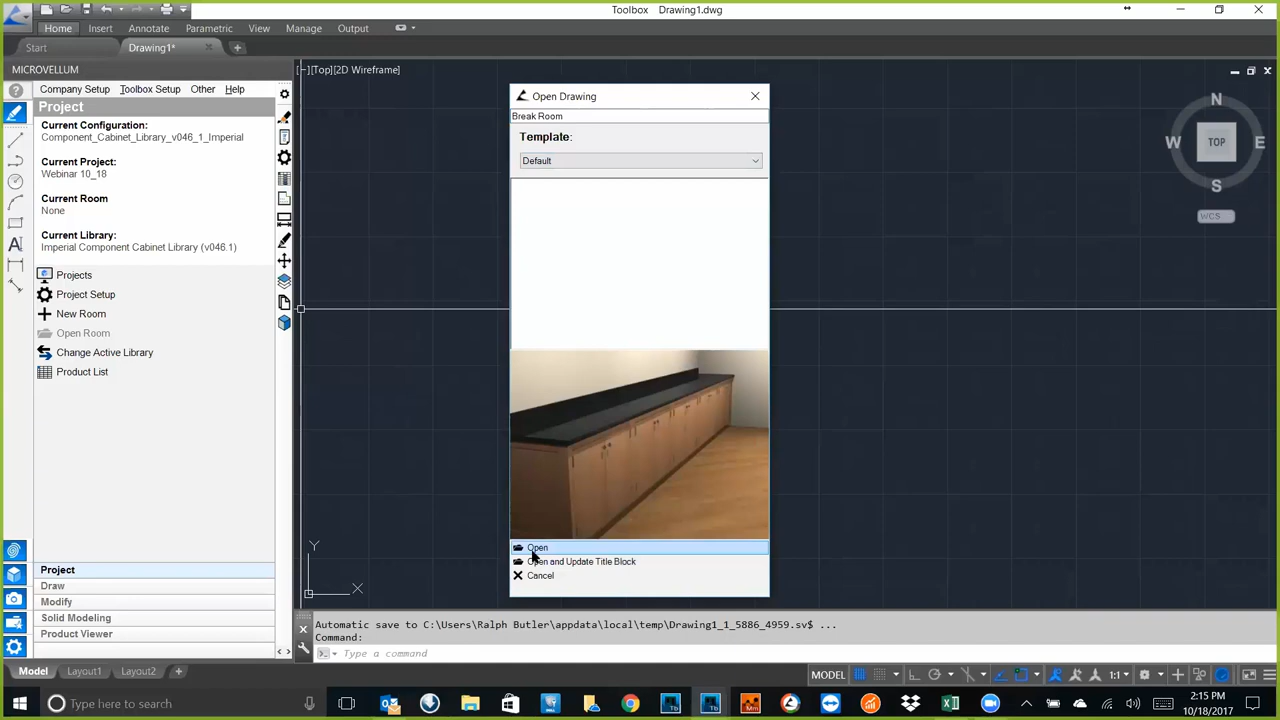 Toolbox Drawing1.dwg
Home Insert Annotate Parametric View Manage Output
Start Drawing1*
MICROVELLUM
[−][Top][2D Wireframe]
Company Setup Toolbox Setup Other Help
Project
Current Configuration:
Component_Cabinet_Library_v046_1_Imperial
Current Project:
Webinar 10_18
Current Room
None
Current Library:
Imperial Component Cabinet Library (v046.1)
Projects
Project Setup
New Room
Open Room
Change Active Library
Product List
Project
Draw
Modify
Solid Modeling
Product Viewer
Open Drawing
Break Room
Template:
Default
Open
Open and Update Title Block
Cancel
N
W TOP E
S
WCS
Y
X
Automatic save to C:\Users\Ralph Butler\appdata\local\temp\Drawing1_1_5886_4959.sv$ ...
Command:
Type a command
Model Layout1 Layout2
MODEL 1:1
Type here to search
2:15 PM
10/18/2017